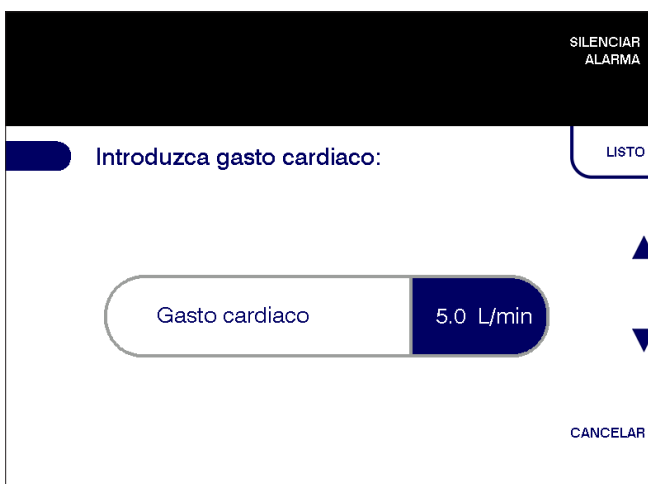 SILENCIAR
ALARMA
Introduzca gasto cardiaco:
LISTO
Gasto cardiaco
5.0 L/min
CANCELAR